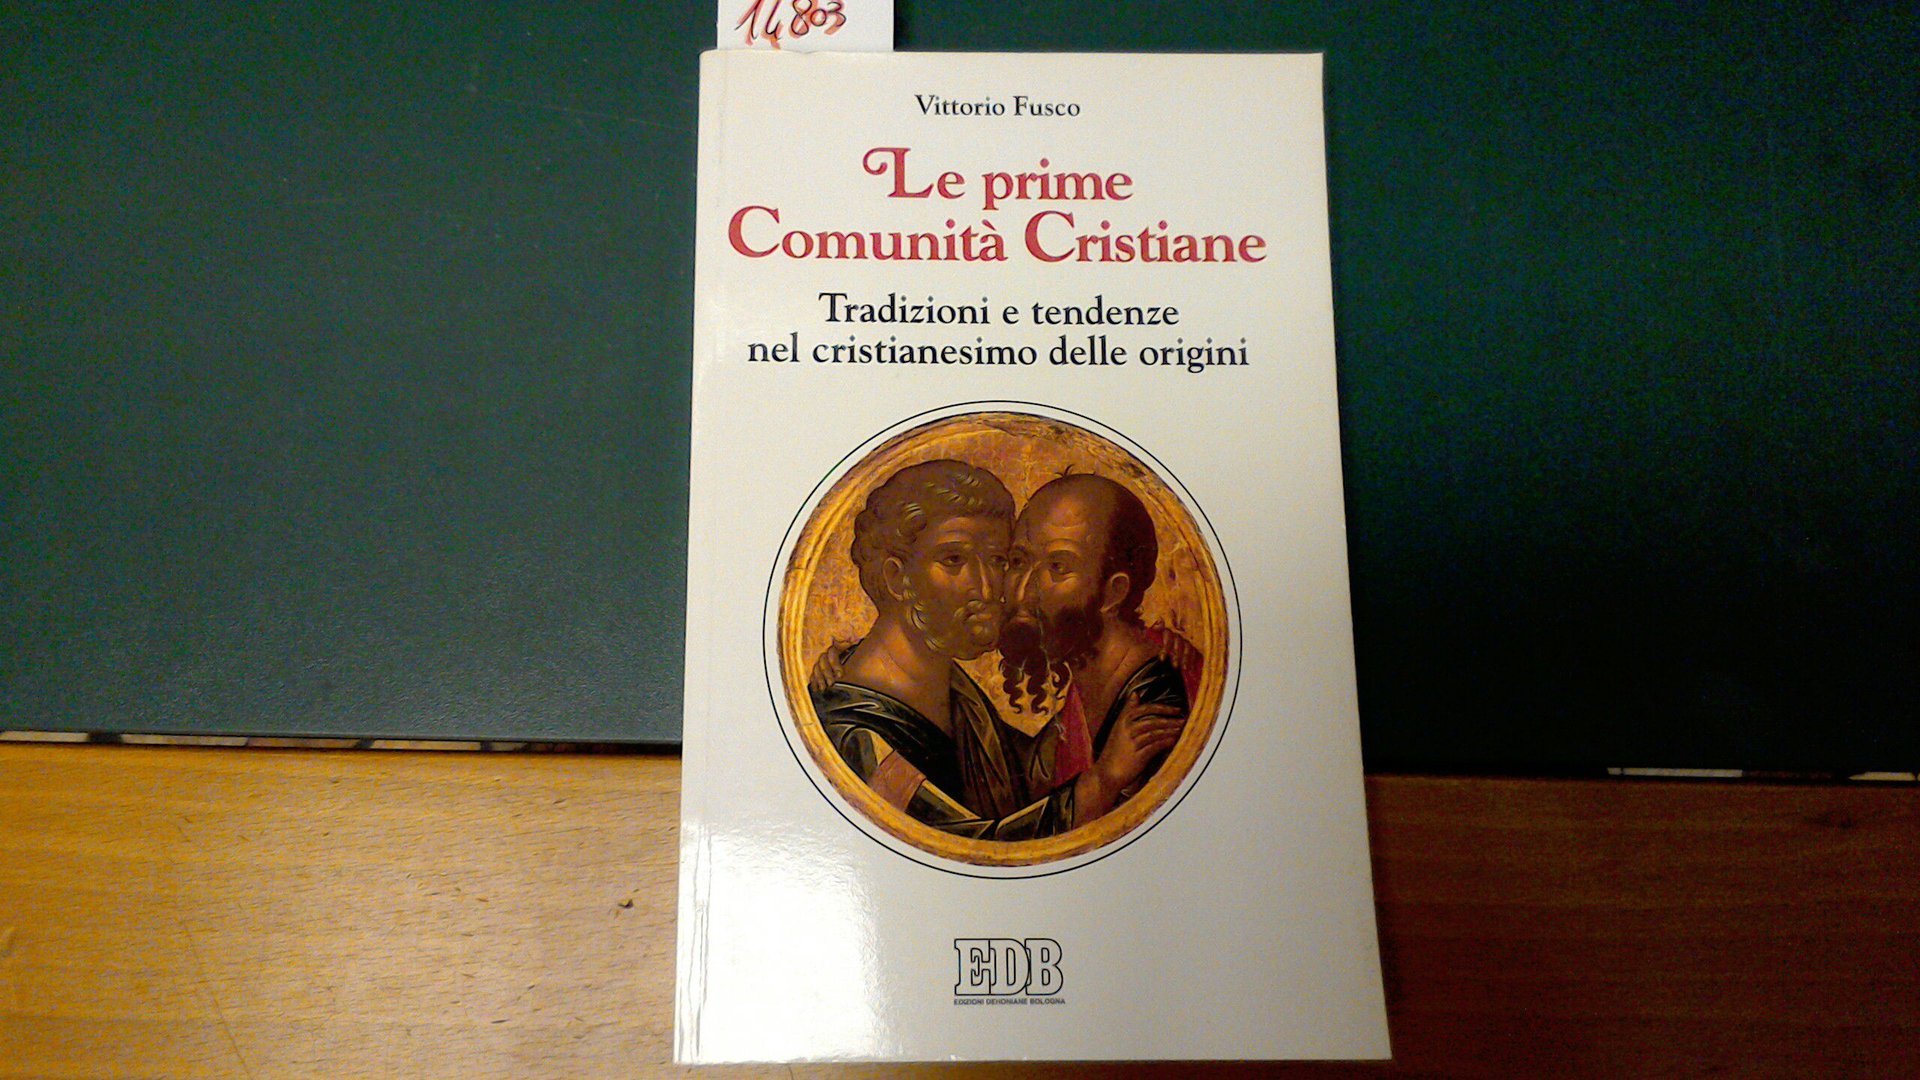 14803
Vittorio Fusco
Le prime
Comunità Cristiane
Tradizioni e tendenze
nel cristianesimo delle origini
EDB
EDIZIONI DEHONIANE BOLOGNA